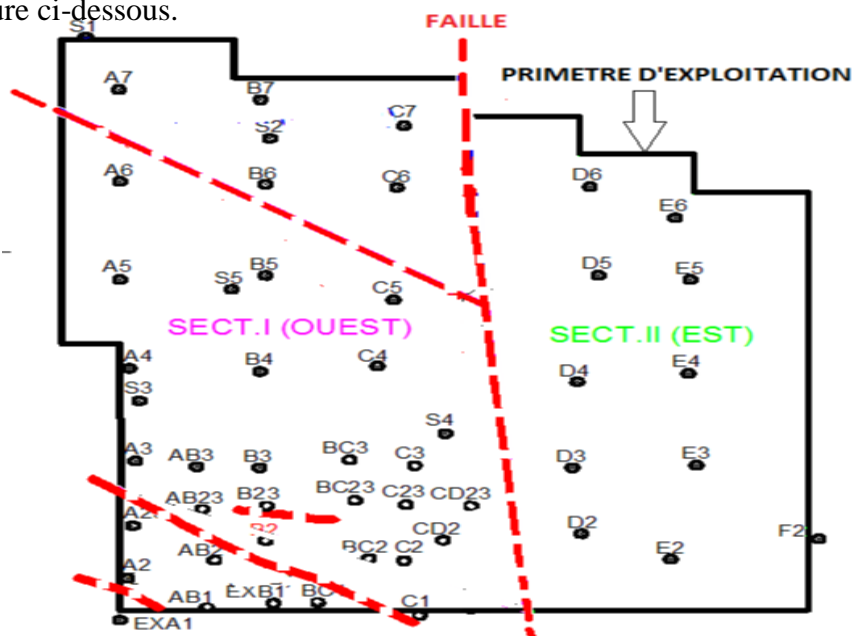 ure ci-dessous.
S1
FAILLE
A7
B7
PRIMETRE D'EXPLOITATION
C7
S2
A6
B6
C6
D6
E6
A5
S5
B5
C5
D5
E5
SECT.I (OUEST)
SECT.II (EST)
A4
B4
C4
D4
E4
S3
S4
A3
AB3
B3
BC3
C3
D3
E3
AB23
B23
BC23
C23
CD23
A2
B2
CD2
D2
F2
AB2
BC2
C2
E2
A2
AB1
EXB1
BC1
C1
EXA1